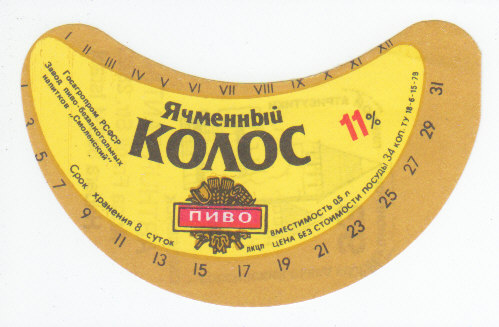 I II III IV V VI VII VIII IX X XI XII
Госагропром РСФСР
Завод пиво-безалкогольных
напитков „Смоленский"
Ячменный
КОЛОС
11%
ПИВО
Срок хранения 8 суток
ЛКЦП
ВМЕСТИМОСТЬ 0,5 л
ЦЕНА БЕЗ СТОИМОСТИ ПОСУДЫ 34 КОП. ТУ 18-6-15-79
1 3 5 7 9 11 13 15 17 19 21 23 25 27 29 31